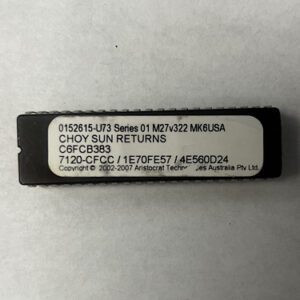 0152615-U73 Series 01 M27v322 MK6USA
CHOY SUN RETURNS
C6FCB383
7120-CFCC / 1E70FE57 / 4E560D24
Copyright © 2002-2007 Aristocrat Australia Pty Ltd